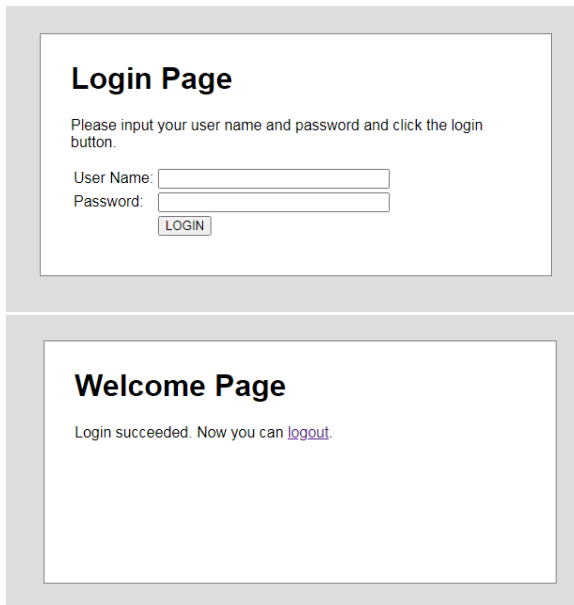 Login Page
Please input your user name and password and click the login
button.
User Name:
Password:
LOGIN
Welcome Page
Login succeeded. Now you can logout.